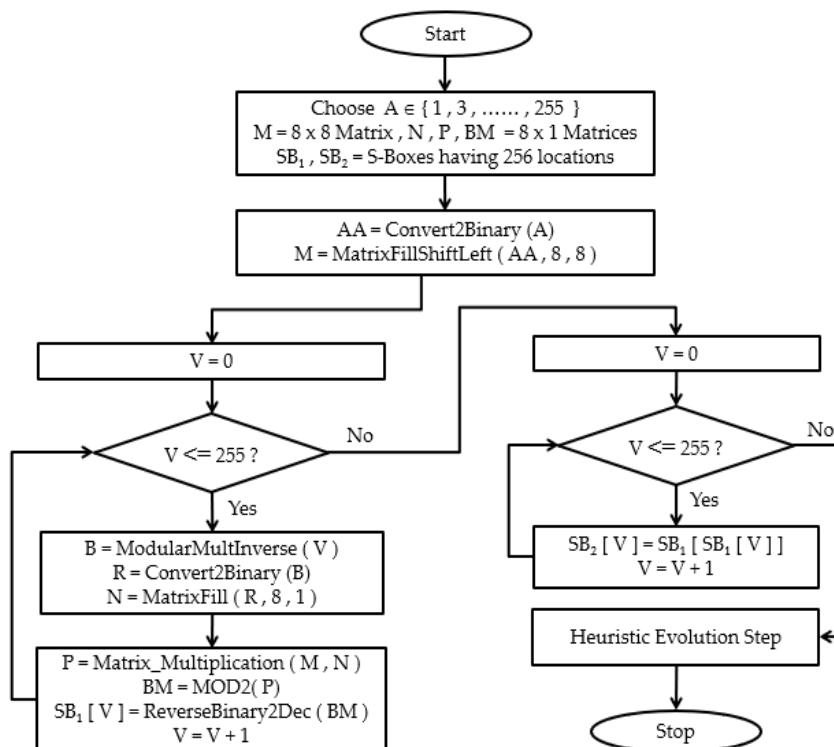 Start
Choose A ∈ { 1 , 3 , ...... , 255 }
M = 8 x 8 Matrix , N , P , BM = 8 x 1 Matrices
SB₁ , SB₂ = S-Boxes having 256 locations
AA = Convert2Binary (A)
M = MatrixFillShiftLeft ( AA , 8 , 8 )
V = 0
V <= 255 ?
No
Yes
B = ModularMultInverse ( V )
R = Convert2Binary (B)
N = MatrixFill ( R , 8 , 1 )
P = Matrix_Multiplication ( M , N )
BM = MOD2( P)
SB₁ [ V ] = ReverseBinary2Dec ( BM )
V = V + 1
V = 0
V <= 255 ?
No
Yes
SB₂ [ V ] = SB₁ [ SB₁ [ V ] ]
V = V + 1
Heuristic Evolution Step
Stop